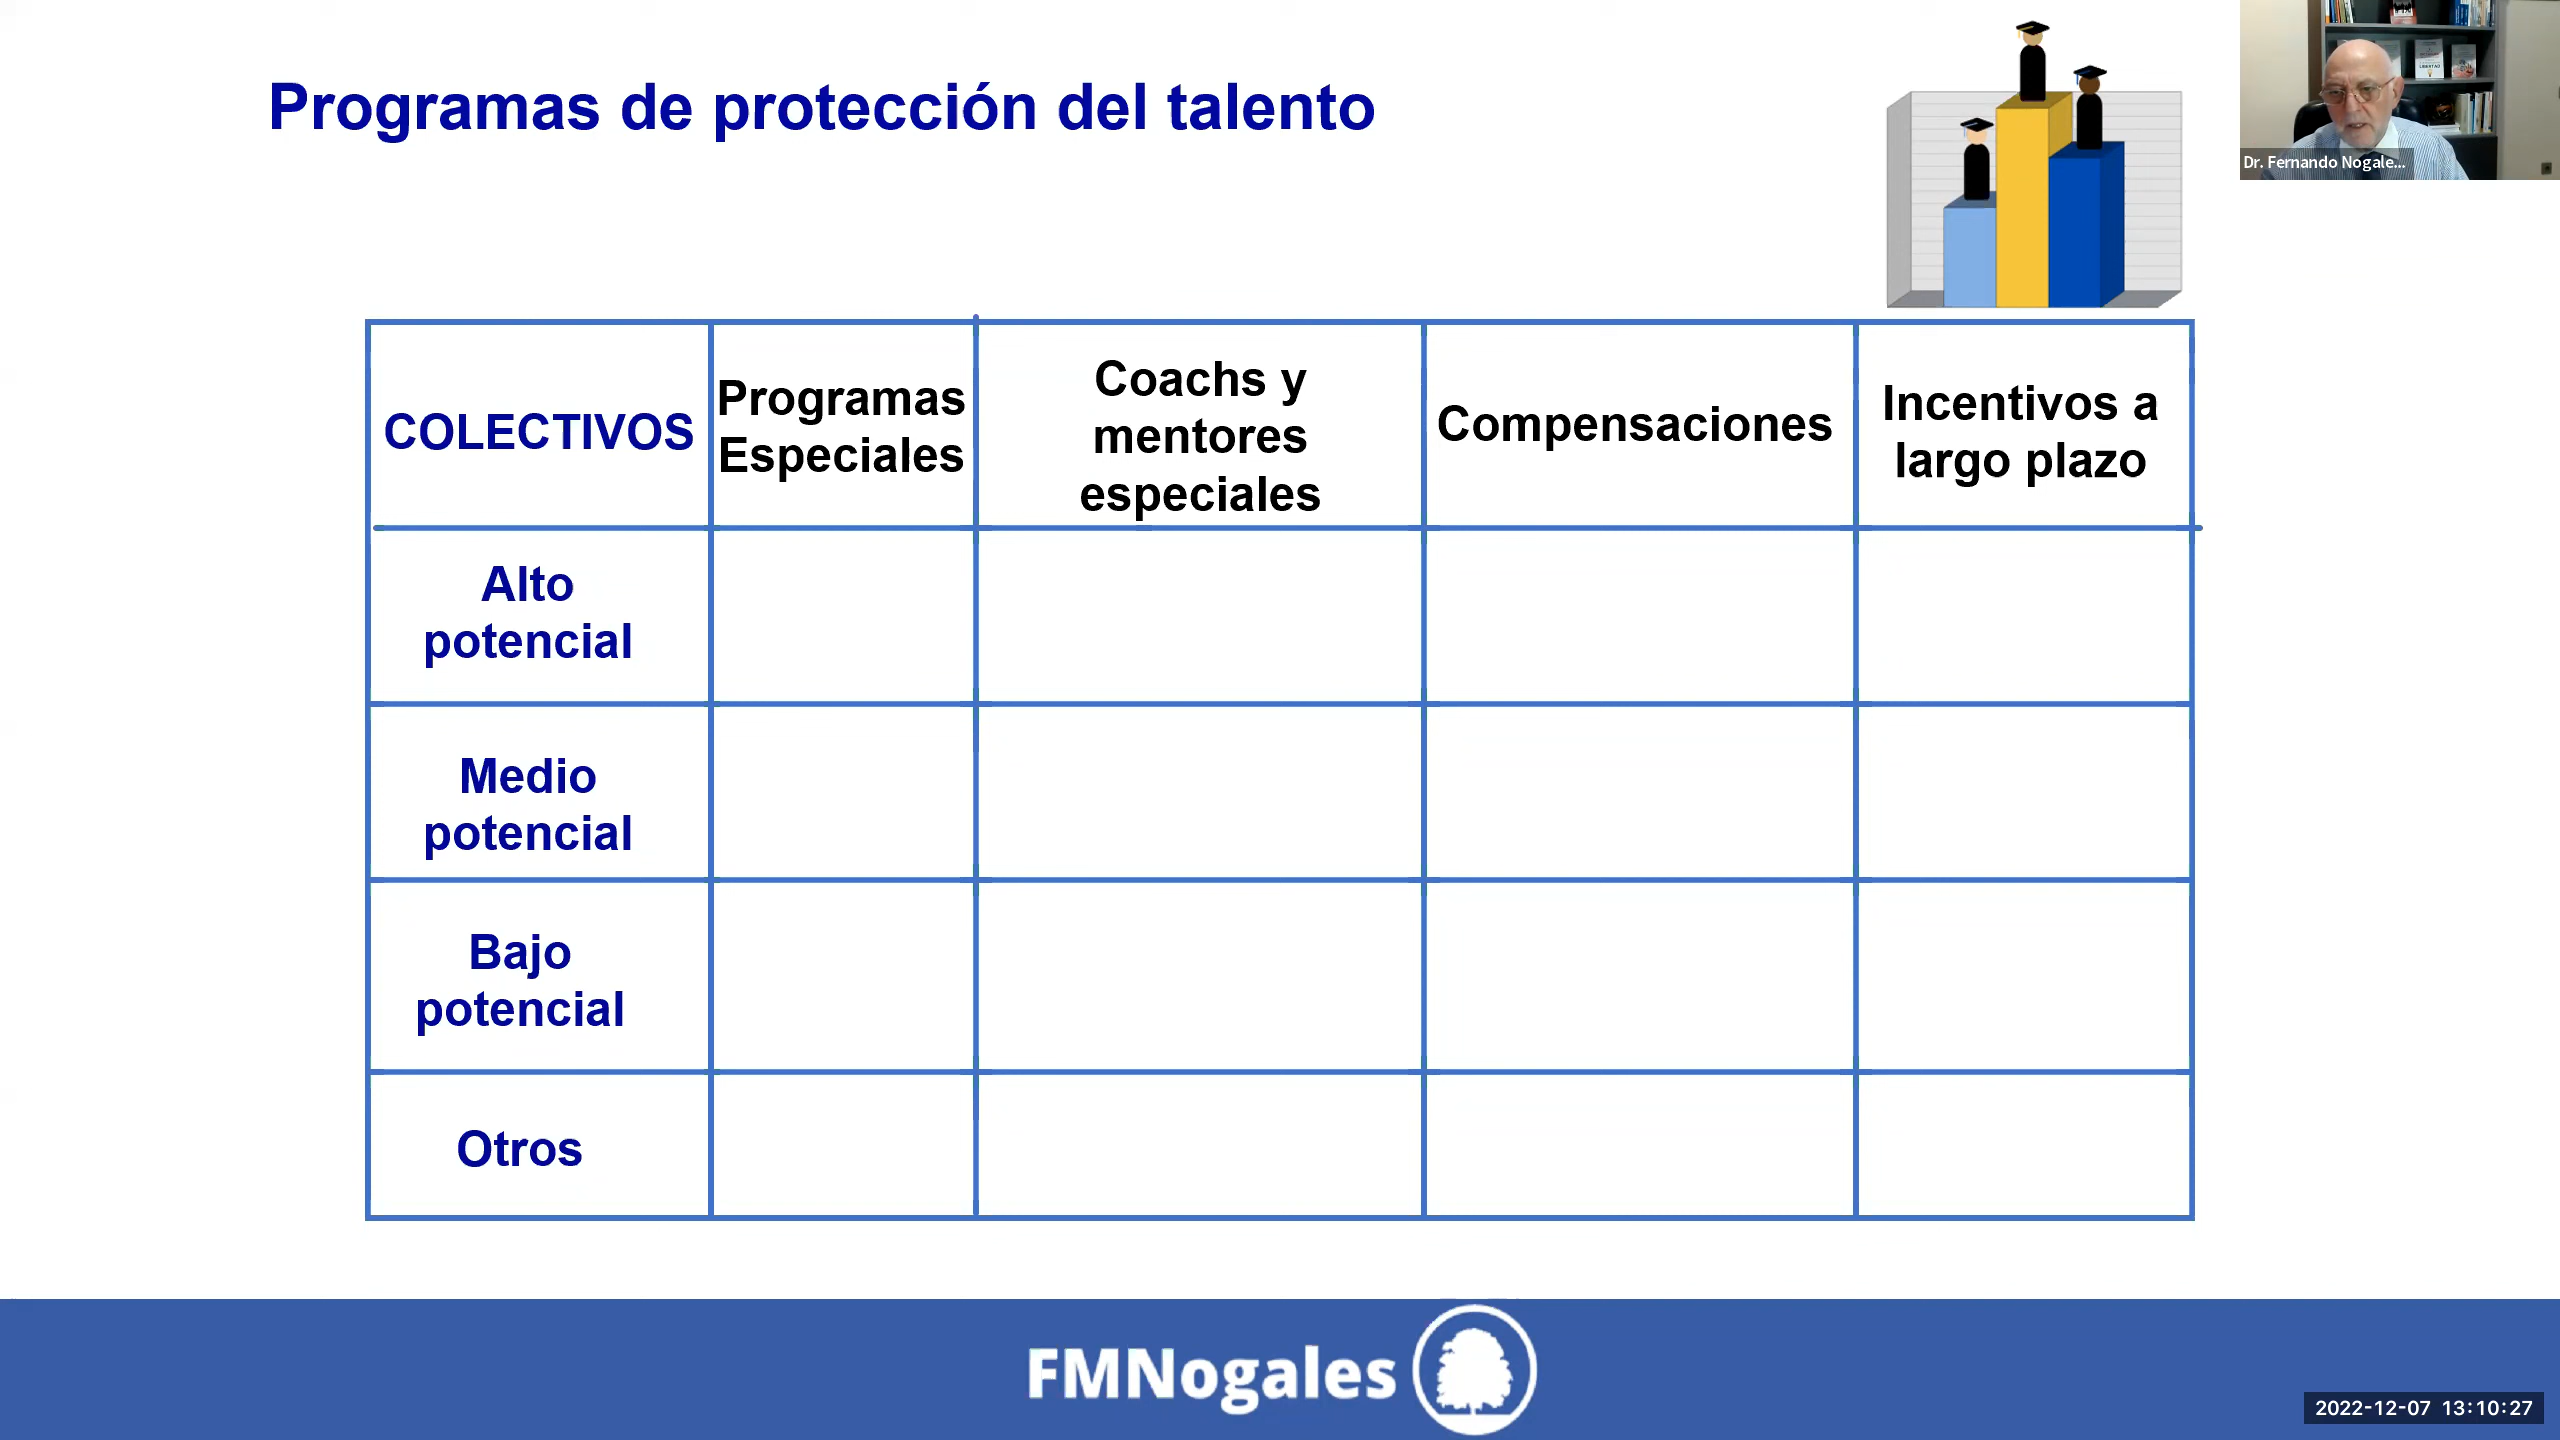 Programas de protección del talento
Dr. Fernando Nogale...
COLECTIVOS
Programas
Especiales
Coachs y
mentores
especiales
Compensaciones
Incentivos a
largo plazo
Alto
potencial
Medio
potencial
Bajo
potencial
Otros
FMNogales
2022-12-07 13:10:27